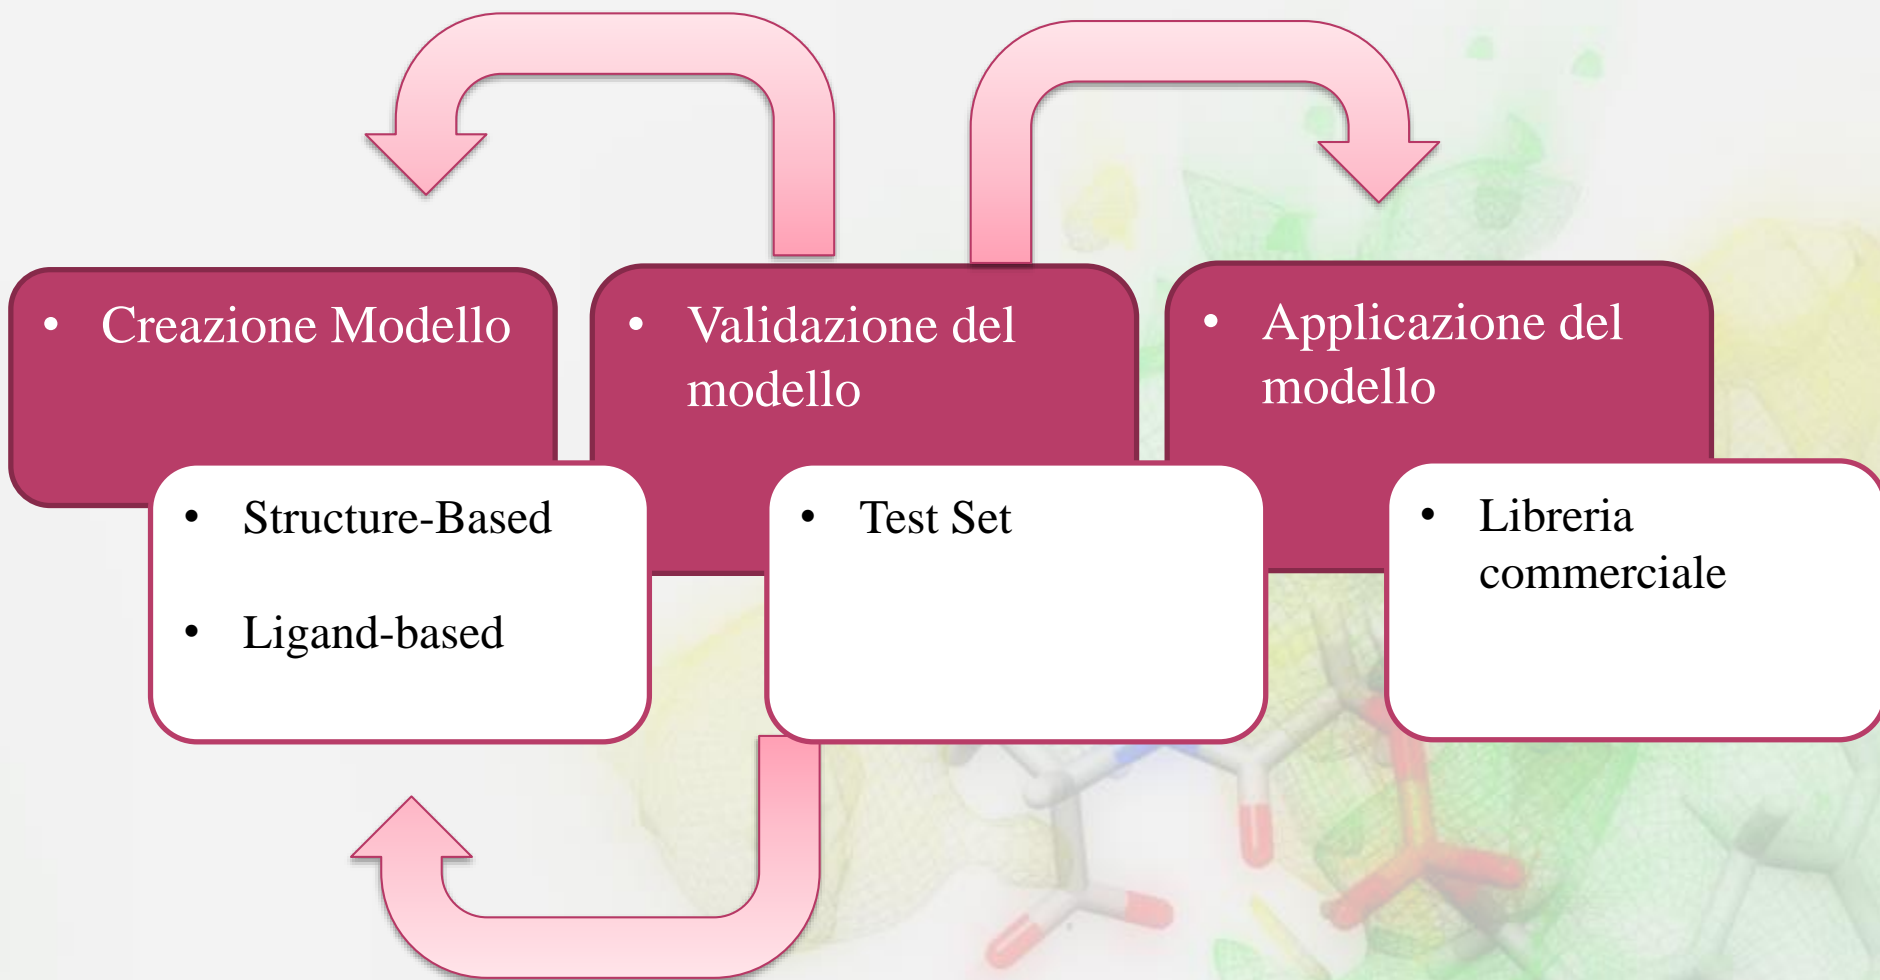 • Creazione Modello
• Structure-Based
• Ligand-based
• Validazione del
modello
• Test Set
• Applicazione del
modello
• Libreria
commerciale